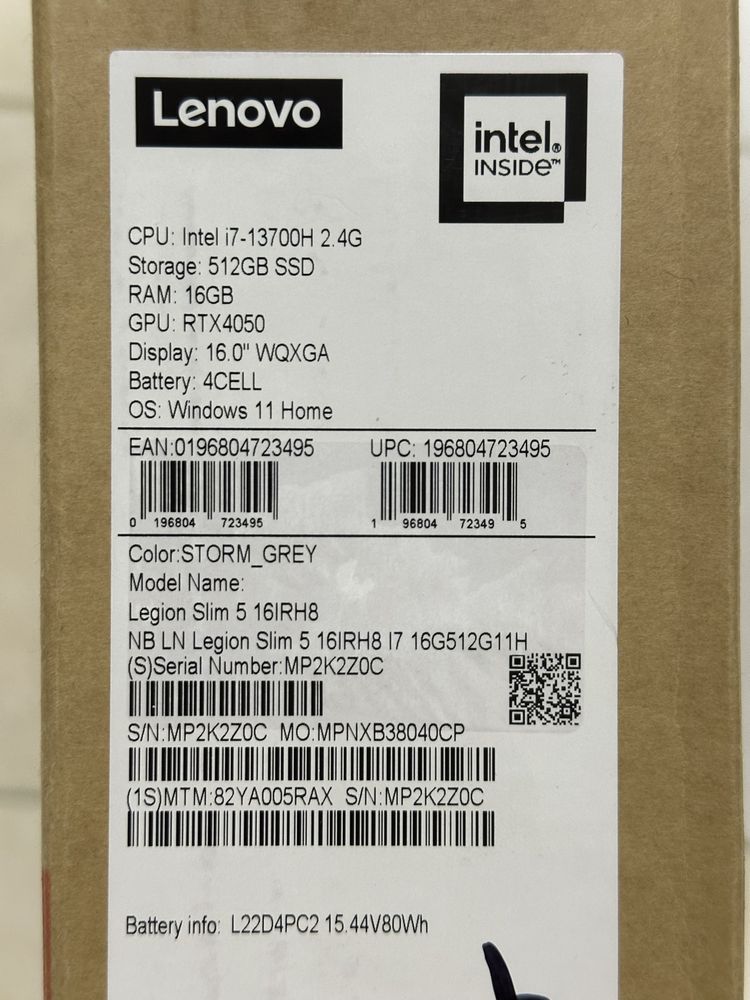 Lenovo
intel®
INSIDE™
CPU: Intel i7-13700H 2.4G
Storage: 512GB SSD
RAM: 16GB
GPU: RTX4050
Display: 16.0" WQXGA
Battery: 4CELL
OS: Windows 11 Home
EAN:0196804723495 UPC: 196804723495
0 196804 723495 1 96804 72349 5
Color:STORM_GREY
Model Name:
Legion Slim 5 16IRH8
NB LN Legion Slim 5 16IRH8 I7 16G512G11H
(S)Serial Number:MP2K2Z0C
S/N:MP2K2Z0C MO:MPNXB38040CP
(1S)MTM:82YA005RAX S/N:MP2K2Z0C
Battery info: L22D4PC2 15.44V80Wh